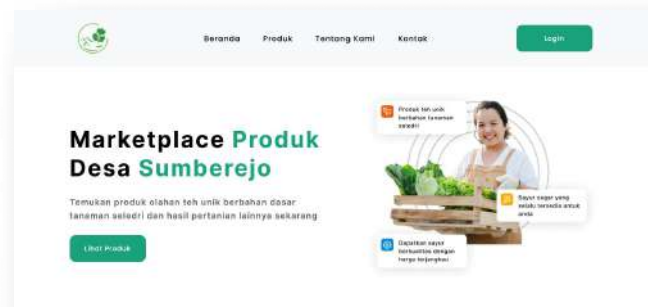 Beranda Produk Tentang Kami Kontak Login
Marketplace Produk
Desa Sumberejo
Temukan produk olahan teh unik berbahan dasar
tanaman seledri dan hasil pertanian lainnya sekarang
Lihat Produk
Produk teh unik
berbahan tanaman
seledri
Sayur segar yang
selalu tersedia untuk
anda
Dapatkan sayur
berkualitas dengan
harga terjangkau